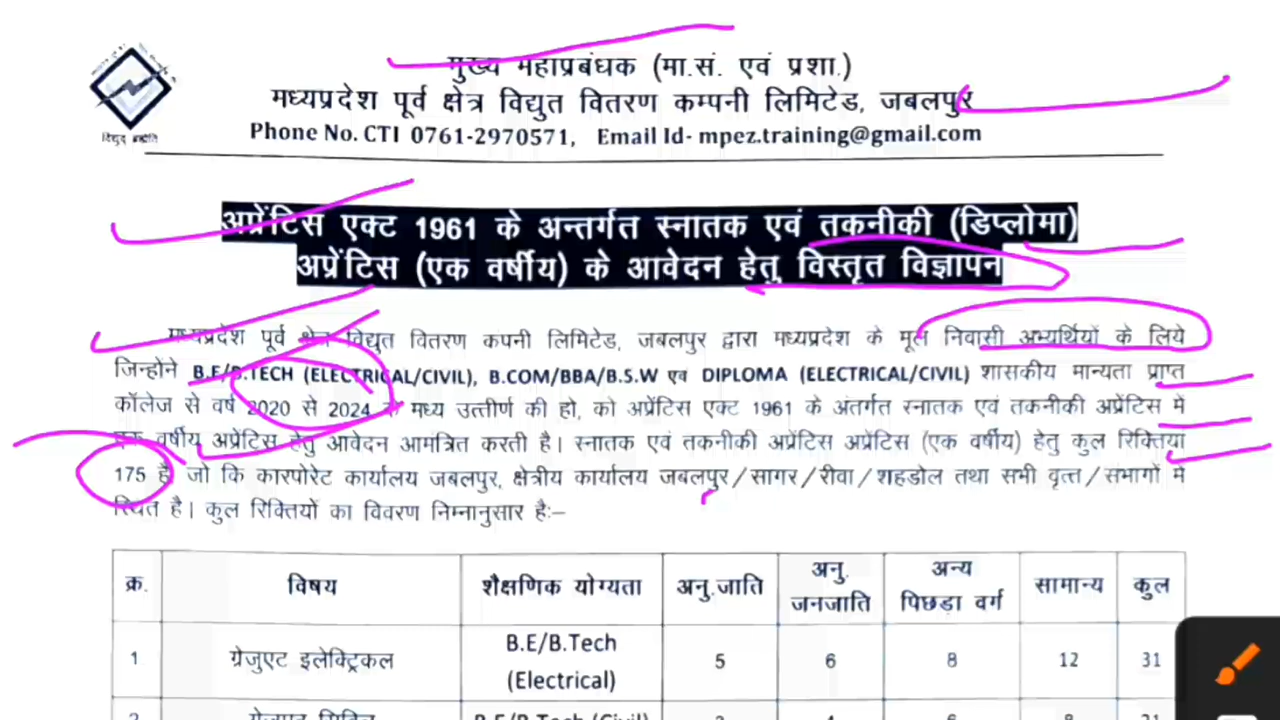 मुख्य महाप्रबंधक (मा.सं. एवं प्रशा.)
मध्यप्रदेश पूर्व क्षेत्र विद्युत वितरण कम्पनी लिमिटेड, जबलपुर
Phone No. CTI 0761-2970571, Email Id- mpez.training@gmail.com
अप्रेंटिस एक्ट 1961 के अन्तर्गत स्नातक एवं तकनीकी (डिप्लोमा)
अप्रेंटिस (एक वर्षीय) के आवेदन हेतु विस्तृत विज्ञापन
मध्यप्रदेश पूर्व क्षेत्र विद्युत वितरण कपनी लिमिटेड, जबलपुर द्वारा मध्यप्रदेश के मूल निवासी अभ्यर्थियों के लिये
जिन्होंने B.E/B.TECH (ELECTRICAL/CIVIL), B.COM/BBA/B.S.W एवं DIPLOMA (ELECTRICAL/CIVIL) शासकीय मान्यता प्राप्त
कॉलेज से वर्ष 2020 से 2024 के मध्य उत्तीर्ण की हो, को अप्रेंटिस एक्ट 1961 के अंतर्गत स्नातक एवं तकनीकी अप्रेंटिस में
एक वर्षीय अप्रेंटिस हेतु आवेदन आमंत्रित करती है। स्नातक एवं तकनीकी अप्रेंटिस अप्रेंटिस (एक वर्षीय) हेतु कुल रिक्तिया
175 है, जो कि कारपोरेट कार्यालय जबलपुर, क्षेत्रीय कार्यालय जबलपुर/सागर/रीवा/शहडोल तथा सभी वृत्त/संभागों में
स्थित है। कुल रिक्तियों का विवरण निम्नानुसार है:–
क्र. विषय शैक्षणिक योग्यता अनु.जाति अनु. जनजाति अन्य पिछड़ा वर्ग सामान्य कुल
1 ग्रेजुएट इलेक्ट्रिकल B.E/B.Tech (Electrical) 5 6 8 12 31